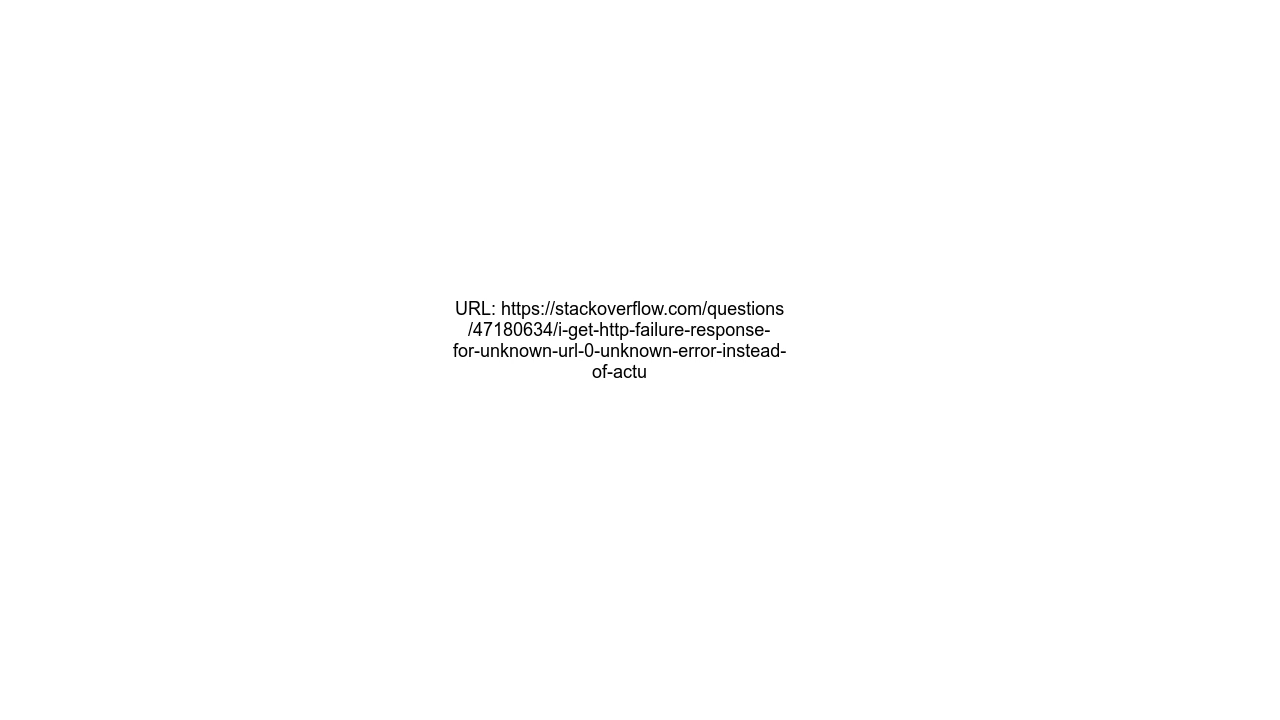 URL: https://stackoverflow.com/questions
/47180634/i-get-http-failure-response-
for-unknown-url-0-unknown-error-instead-
of-actu